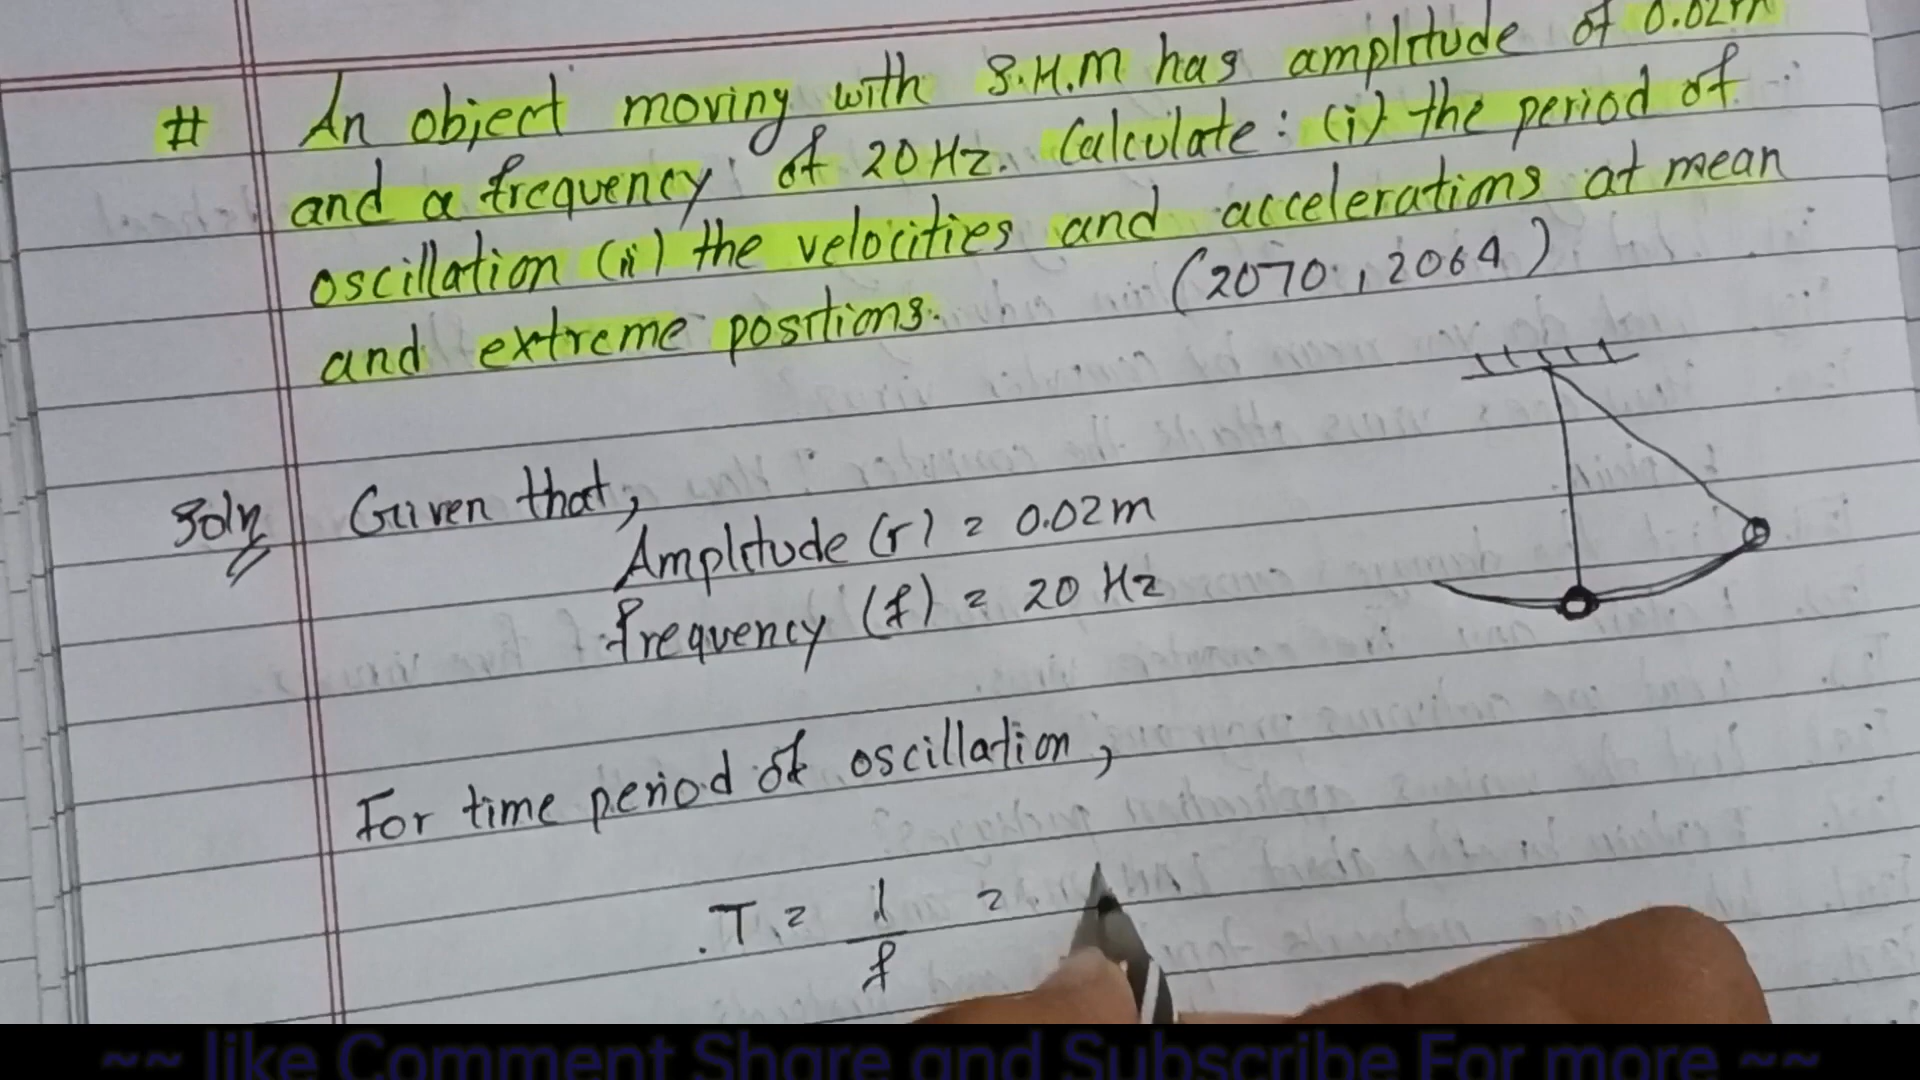 # An object moving with S.H.M has amplitude of 0.02m
and a frequency of 20 Hz. Calculate: (i) the period of
oscillation (ii) the velocities and accelerations at mean
and extreme positions. (2070, 2064)
Soln Given that,
Amplitude (r) = 0.02m
frequency (f) = 20 Hz
For time period of oscillation,
T = 1/f =
~~ like Comment Share and Subscribe For more ~~